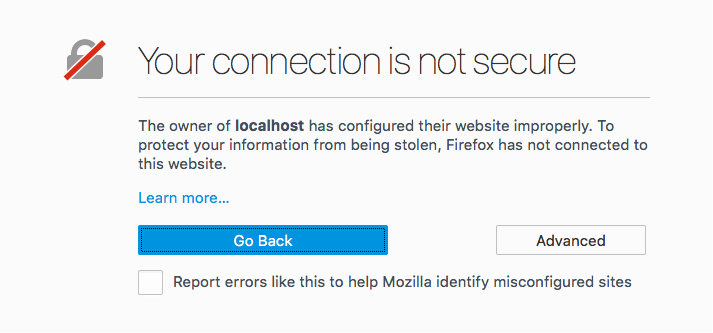 Your connection is not secure
The owner of localhost has configured their website improperly. To
protect your information from being stolen, Firefox has not connected to
this website.
Learn more...
Go Back
Advanced
Report errors like this to help Mozilla identify misconfigured sites